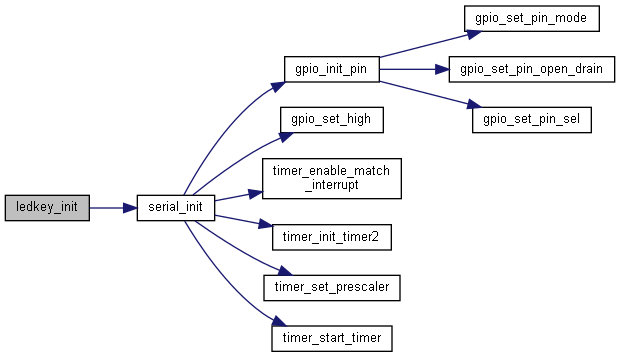 gpio_set_pin_mode
gpio_init_pin
gpio_set_pin_open_drain
gpio_set_high
gpio_set_pin_sel
timer_enable_match
_interrupt
ledkey_init
serial_init
timer_init_timer2
timer_set_prescaler
timer_start_timer